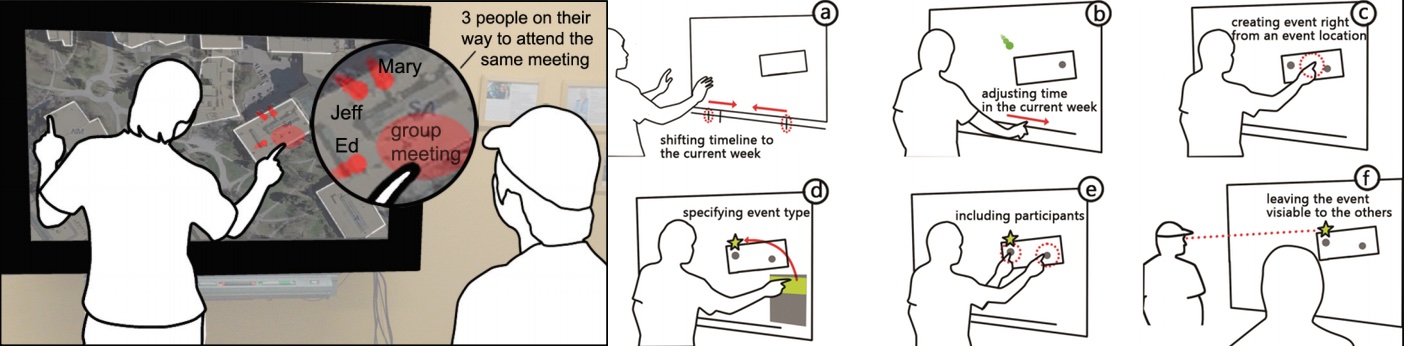 3 people on their
way to attend the
same meeting
Mary
Jeff
Ed
SA
group
meeting
a
shifting timeline to
the current week
b
adjusting time
in the current week
c
creating event right
from an event location
d
specifying event type
e
including participants
f
leaving the event
visiable to the others